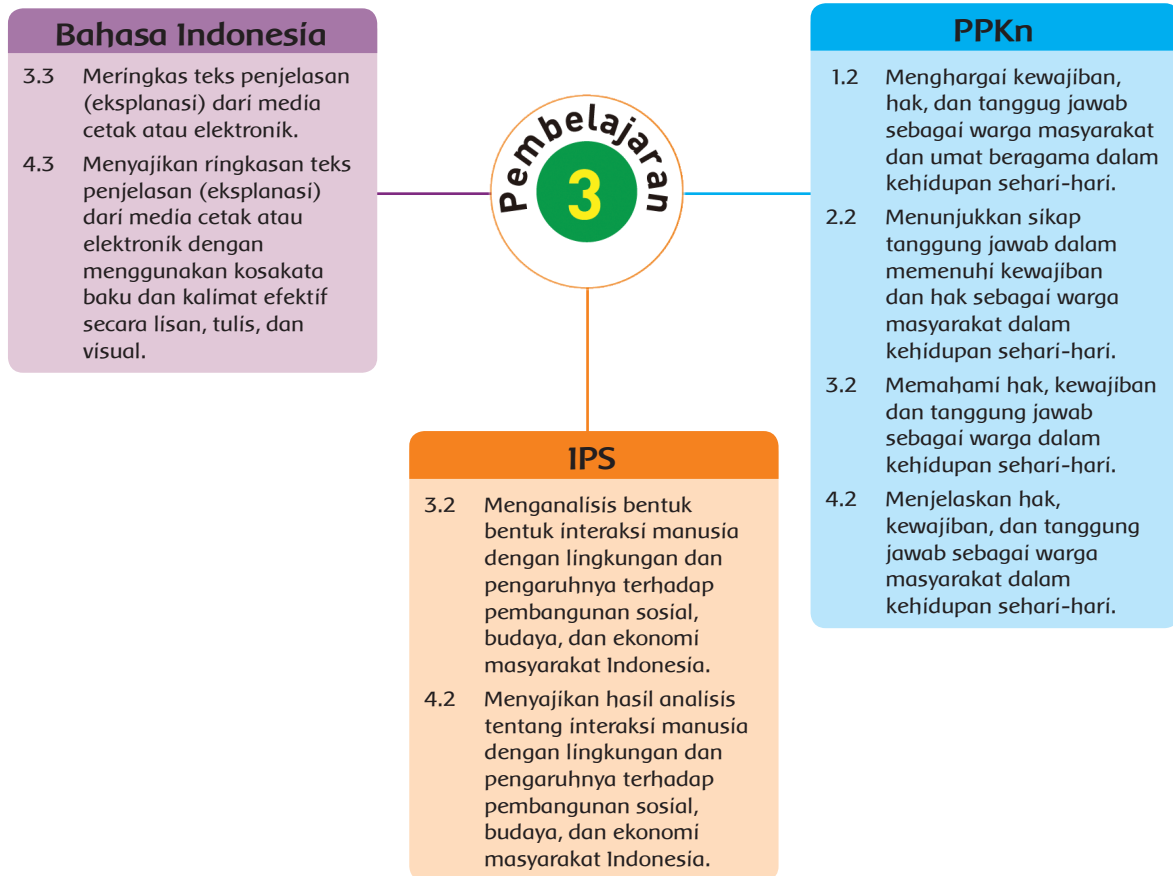 Bahasa Indonesia
3.3 Meringkas teks penjelasan
(eksplanasi) dari media
cetak atau elektronik.
4.3 Menyajikan ringkasan teks
penjelasan (eksplanasi)
dari media cetak atau
elektronik dengan
menggunakan kosakata
baku dan kalimat efektif
secara lisan, tulis, dan
visual.
Pembelajaran
3
PPKn
1.2 Menghargai kewajiban,
hak, dan tanggug jawab
sebagai warga masyarakat
dan umat beragama dalam
kehidupan sehari-hari.
2.2 Menunjukkan sikap
tanggung jawab dalam
memenuhi kewajiban
dan hak sebagai warga
masyarakat dalam
kehidupan sehari-hari.
3.2 Memahami hak, kewajiban
dan tanggung jawab
sebagai warga dalam
kehidupan sehari-hari.
4.2 Menjelaskan hak,
kewajiban, dan tanggung
jawab sebagai warga
masyarakat dalam
kehidupan sehari-hari.
IPS
3.2 Menganalisis bentuk
bentuk interaksi manusia
dengan lingkungan dan
pengaruhnya terhadap
pembangunan sosial,
budaya, dan ekonomi
masyarakat Indonesia.
4.2 Menyajikan hasil analisis
tentang interaksi manusia
dengan lingkungan dan
pengaruhnya terhadap
pembangunan sosial,
budaya, dan ekonomi
masyarakat Indonesia.